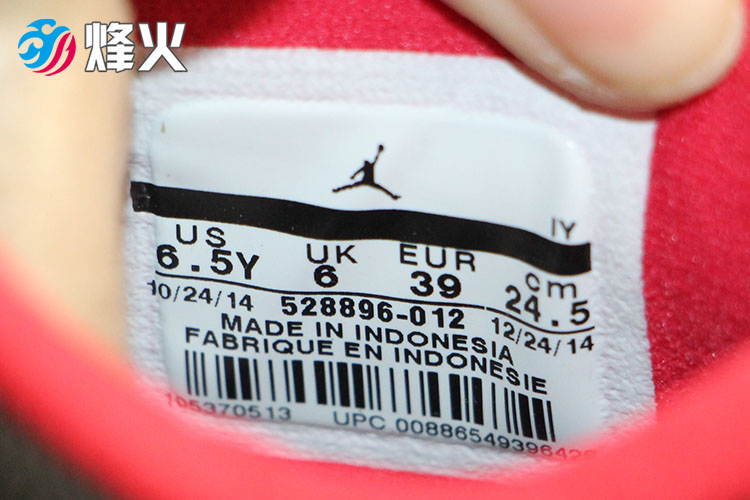 烽火
IY
US UK EUR cm
6.5Y 6 39 24.5
10/24/14 528896-012 12/24/14
MADE IN INDONESIA
FABRIQUE EN INDONESIE
105370513 UPC